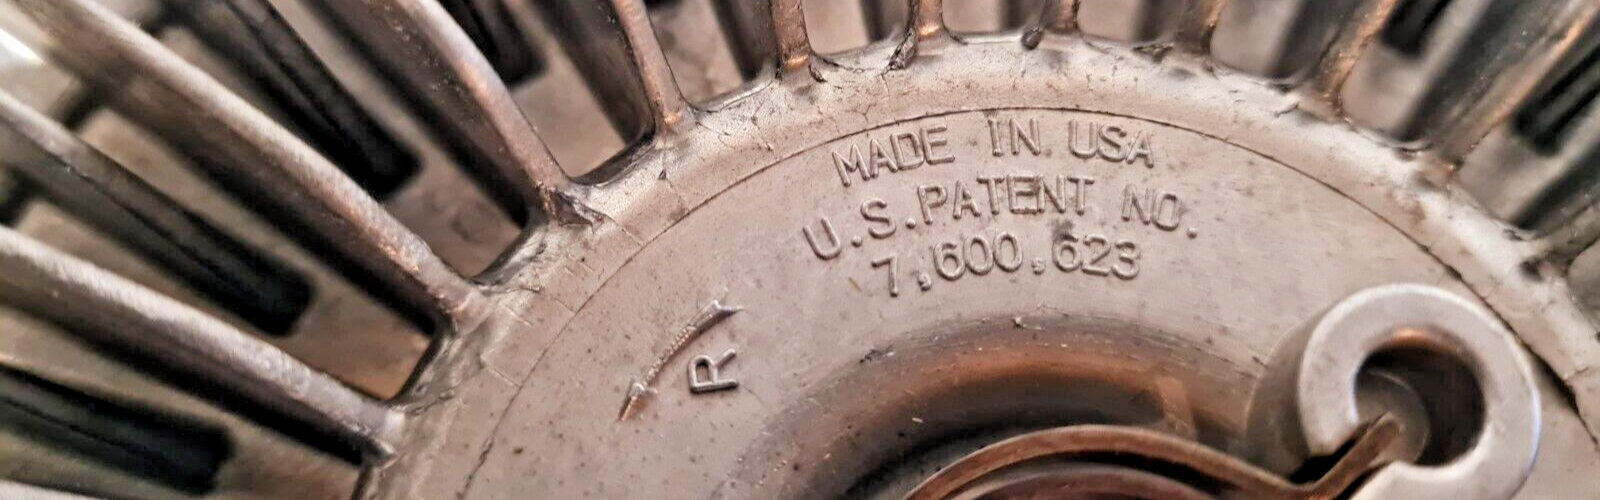 MADE IN USA
U.S. PATENT NO.
7,600,623
R